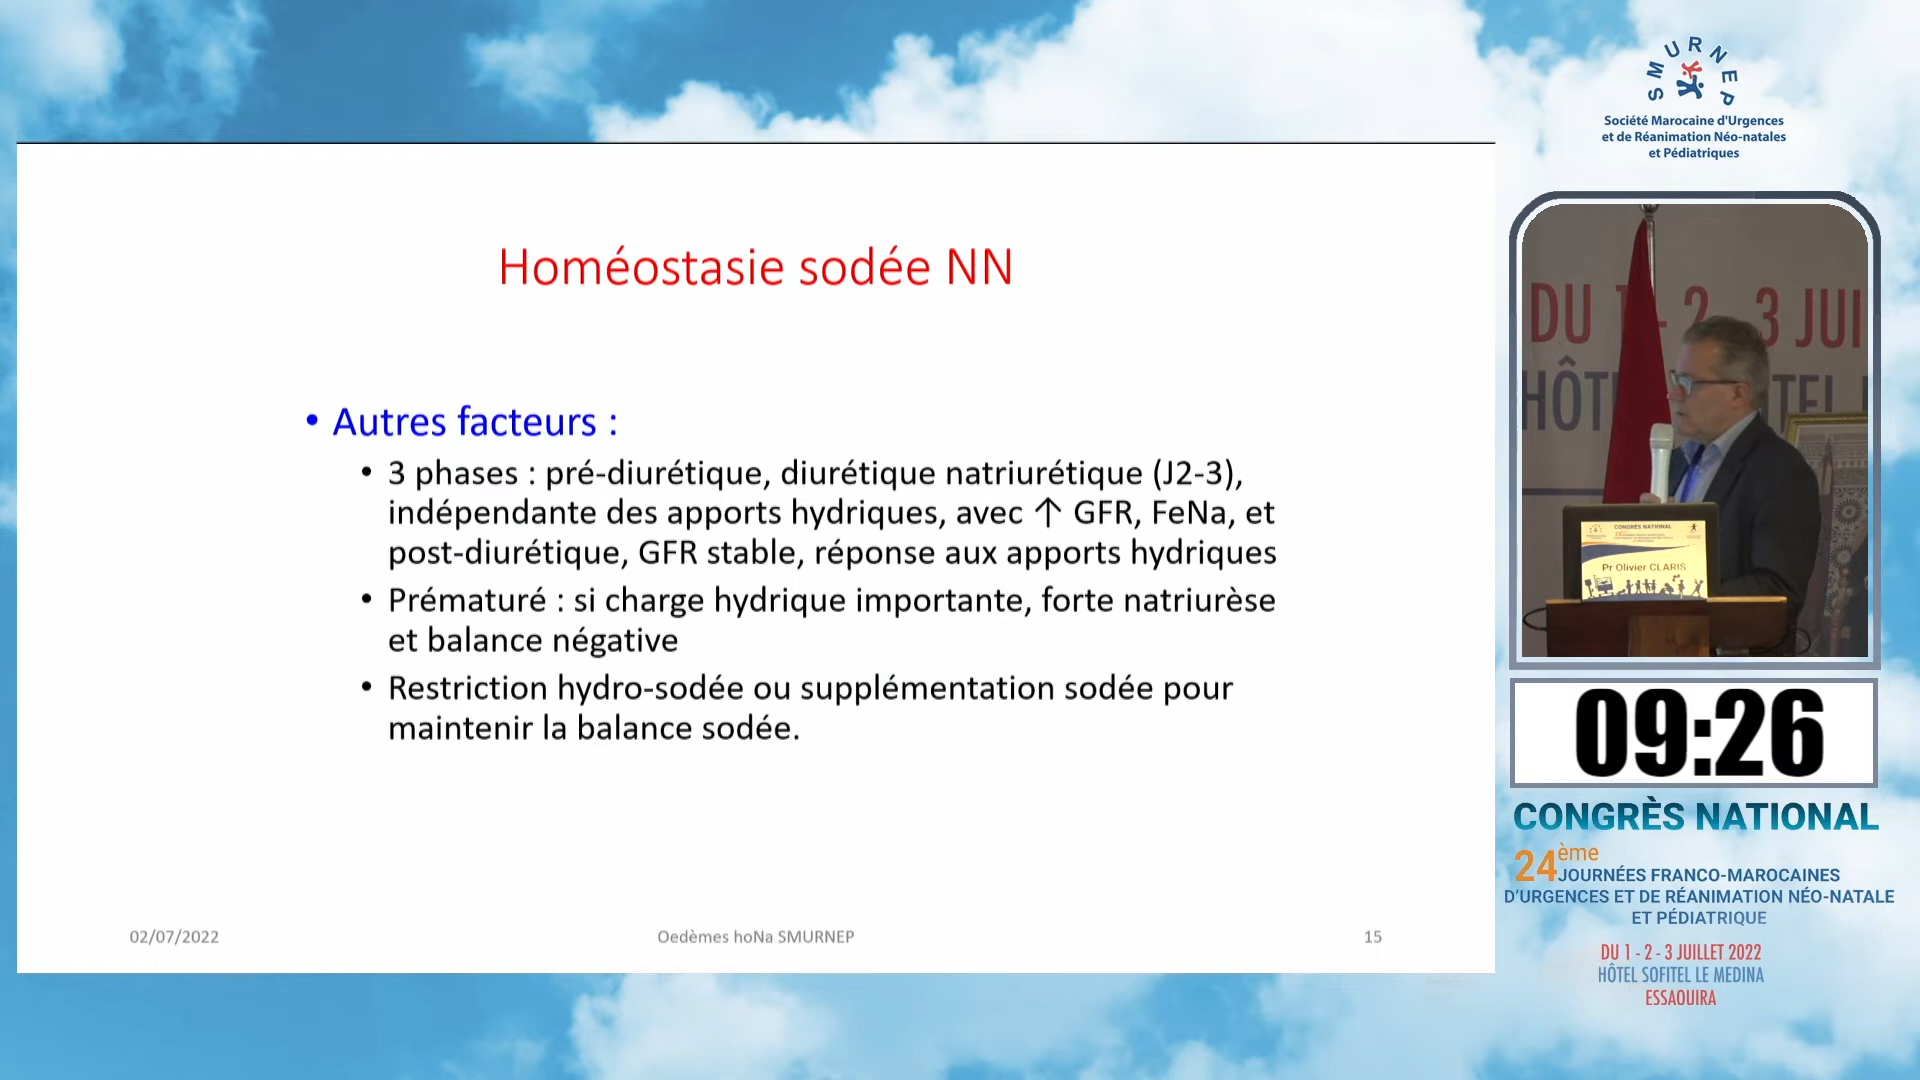 SMURNEP
Société Marocaine d'Urgences
et de Réanimation Néo-natales
et Pédiatriques
Homéostasie sodée NN
• Autres facteurs :
• 3 phases : pré-diurétique, diurétique natriurétique (J2-3),
indépendante des apports hydriques, avec ↑ GFR, FeNa, et
post-diurétique, GFR stable, réponse aux apports hydriques
• Prématuré : si charge hydrique importante, forte natriurèse
et balance négative
• Restriction hydro-sodée ou supplémentation sodée pour
maintenir la balance sodée.
02/07/2022
Oedèmes hoNa SMURNEP
15
DU 1 - 2 - 3 JUI
HÔT TEL
CONGRÈS NATIONAL
Pr Olivier CLARIS
09:26
CONGRÈS NATIONAL
24ème
JOURNÉES FRANCO-MAROCAINES
D'URGENCES ET DE RÉANIMATION NÉO-NATALE
ET PÉDIATRIQUE
DU 1 - 2 - 3 JUILLET 2022
HÔTEL SOFITEL LE MEDINA
ESSAOUIRA